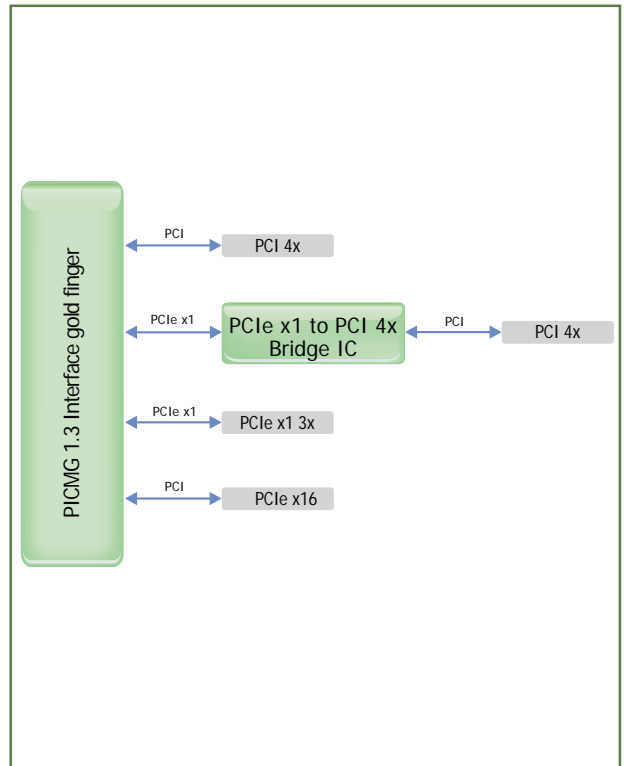 PICMG 1.3 Interface gold finger
PCI
PCI 4x
PCIe x1
PCIe x1 to PCI 4x
Bridge IC
PCI
PCI 4x
PCIe x1
PCIe x1 3x
PCI
PCIe x16